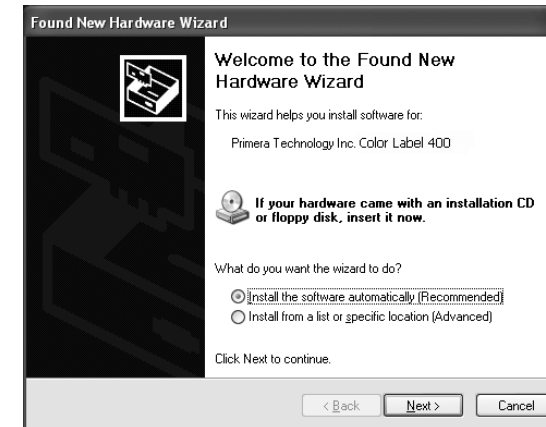 Found New Hardware Wizard
Welcome to the Found New
Hardware Wizard
This wizard helps you install software for:
Primera Technology Inc. Color Label 400
If your hardware came with an installation CD
or floppy disk, insert it now.
What do you want the wizard to do?
Install the software automatically (Recommended)
Install from a list or specific location (Advanced)
Click Next to continue.
< Back Next > Cancel